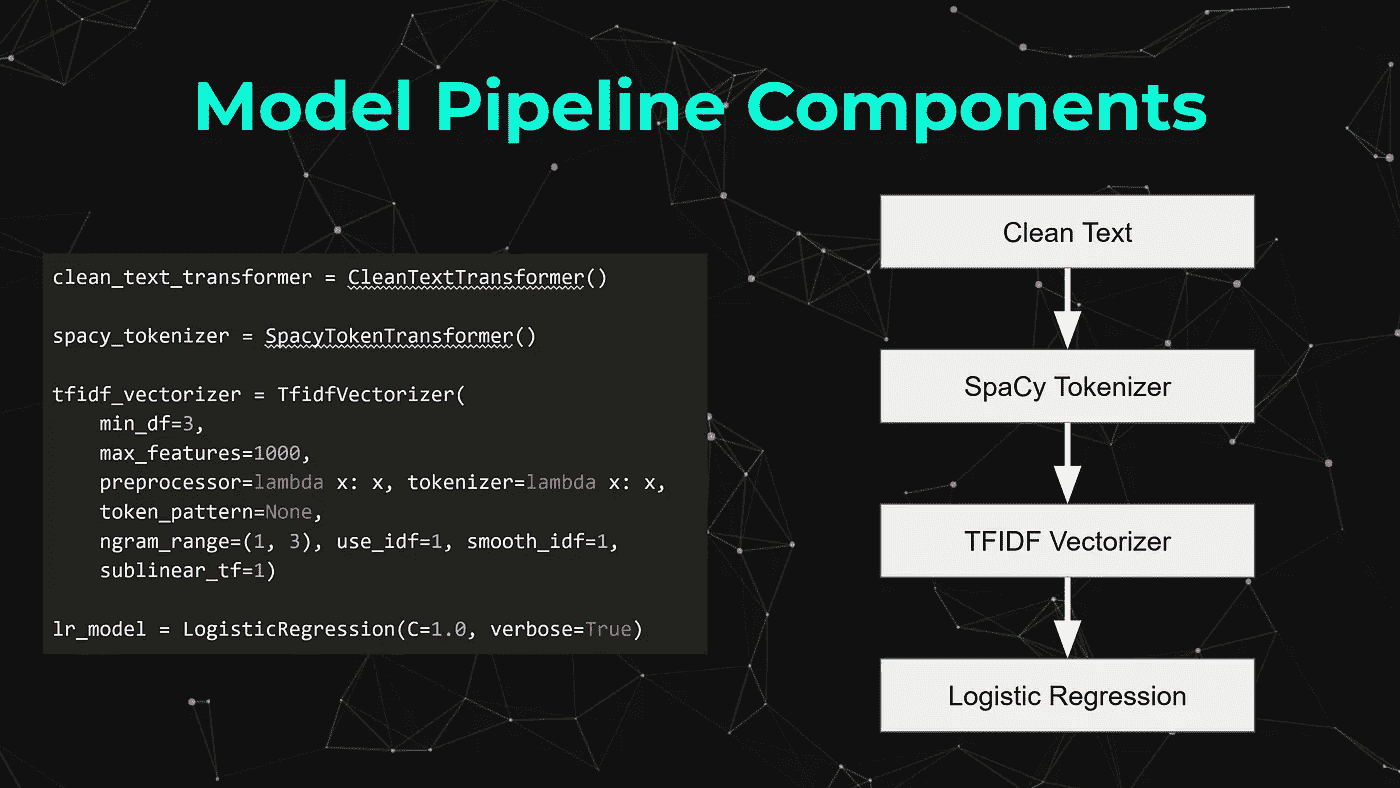 Model Pipeline Components
clean_text_transformer = CleanTextTransformer()
spacy_tokenizer = SpacyTokenTransformer()
tfidf_vectorizer = TfidfVectorizer(
    min_df=3,
    max_features=1000,
    preprocessor=lambda x: x, tokenizer=lambda x: x,
    token_pattern=None,
    ngram_range=(1, 3), use_idf=1, smooth_idf=1,
    sublinear_tf=1)
lr_model = LogisticRegression(C=1.0, verbose=True)
Clean Text
SpaCy Tokenizer
TFIDF Vectorizer
Logistic Regression